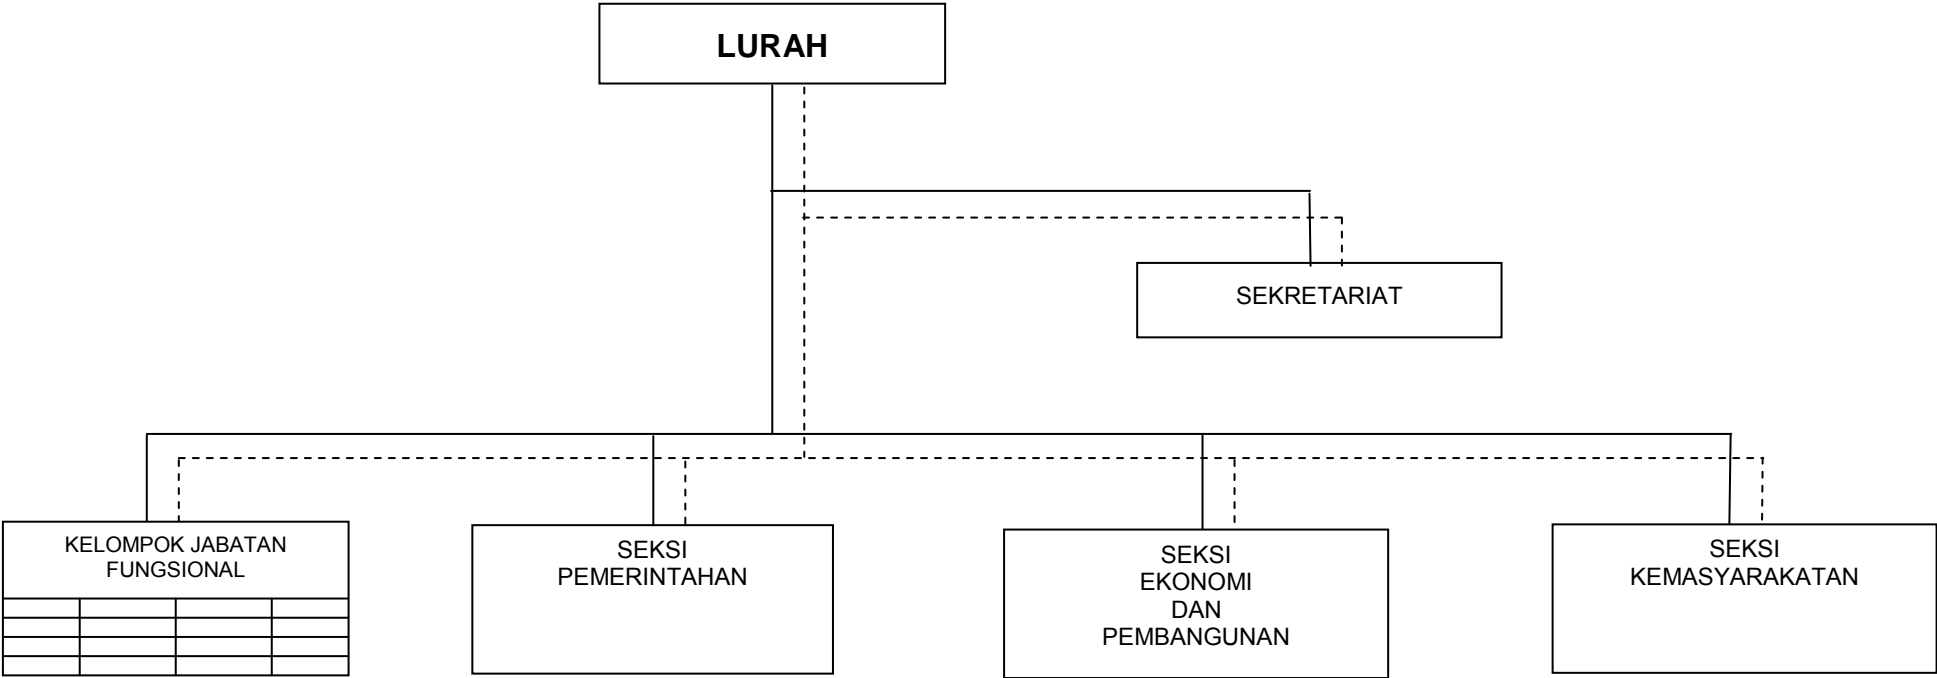 LURAH
SEKRETARIAT
KELOMPOK JABATAN
FUNGSIONAL
SEKSI
PEMERINTAHAN
SEKSI
EKONOMI
DAN
PEMBANGUNAN
SEKSI
KEMASYARAKATAN